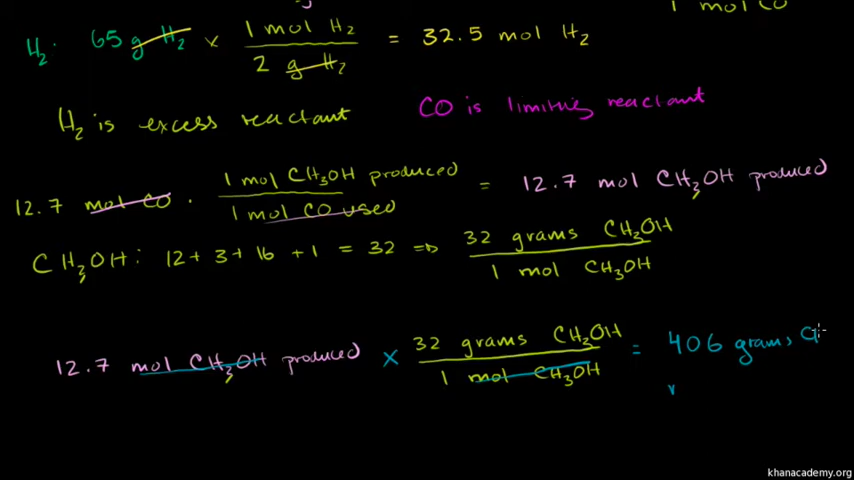 1 mol CO
H₂: 65 g H₂ × 1 mol H₂ / 2 g H₂ = 32.5 mol H₂
H₂ is excess reactant CO is limiting reactant
12.7 mol CO · 1 mol CH₃OH produced / 1 mol CO used = 12.7 mol CH₃OH produced
CH₃OH: 12 + 3 + 16 + 1 = 32 ⇒ 32 grams CH₃OH / 1 mol CH₃OH
12.7 mol CH₃OH produced × 32 grams CH₃OH / 1 mol CH₃OH = 406 grams C
khanacademy.org